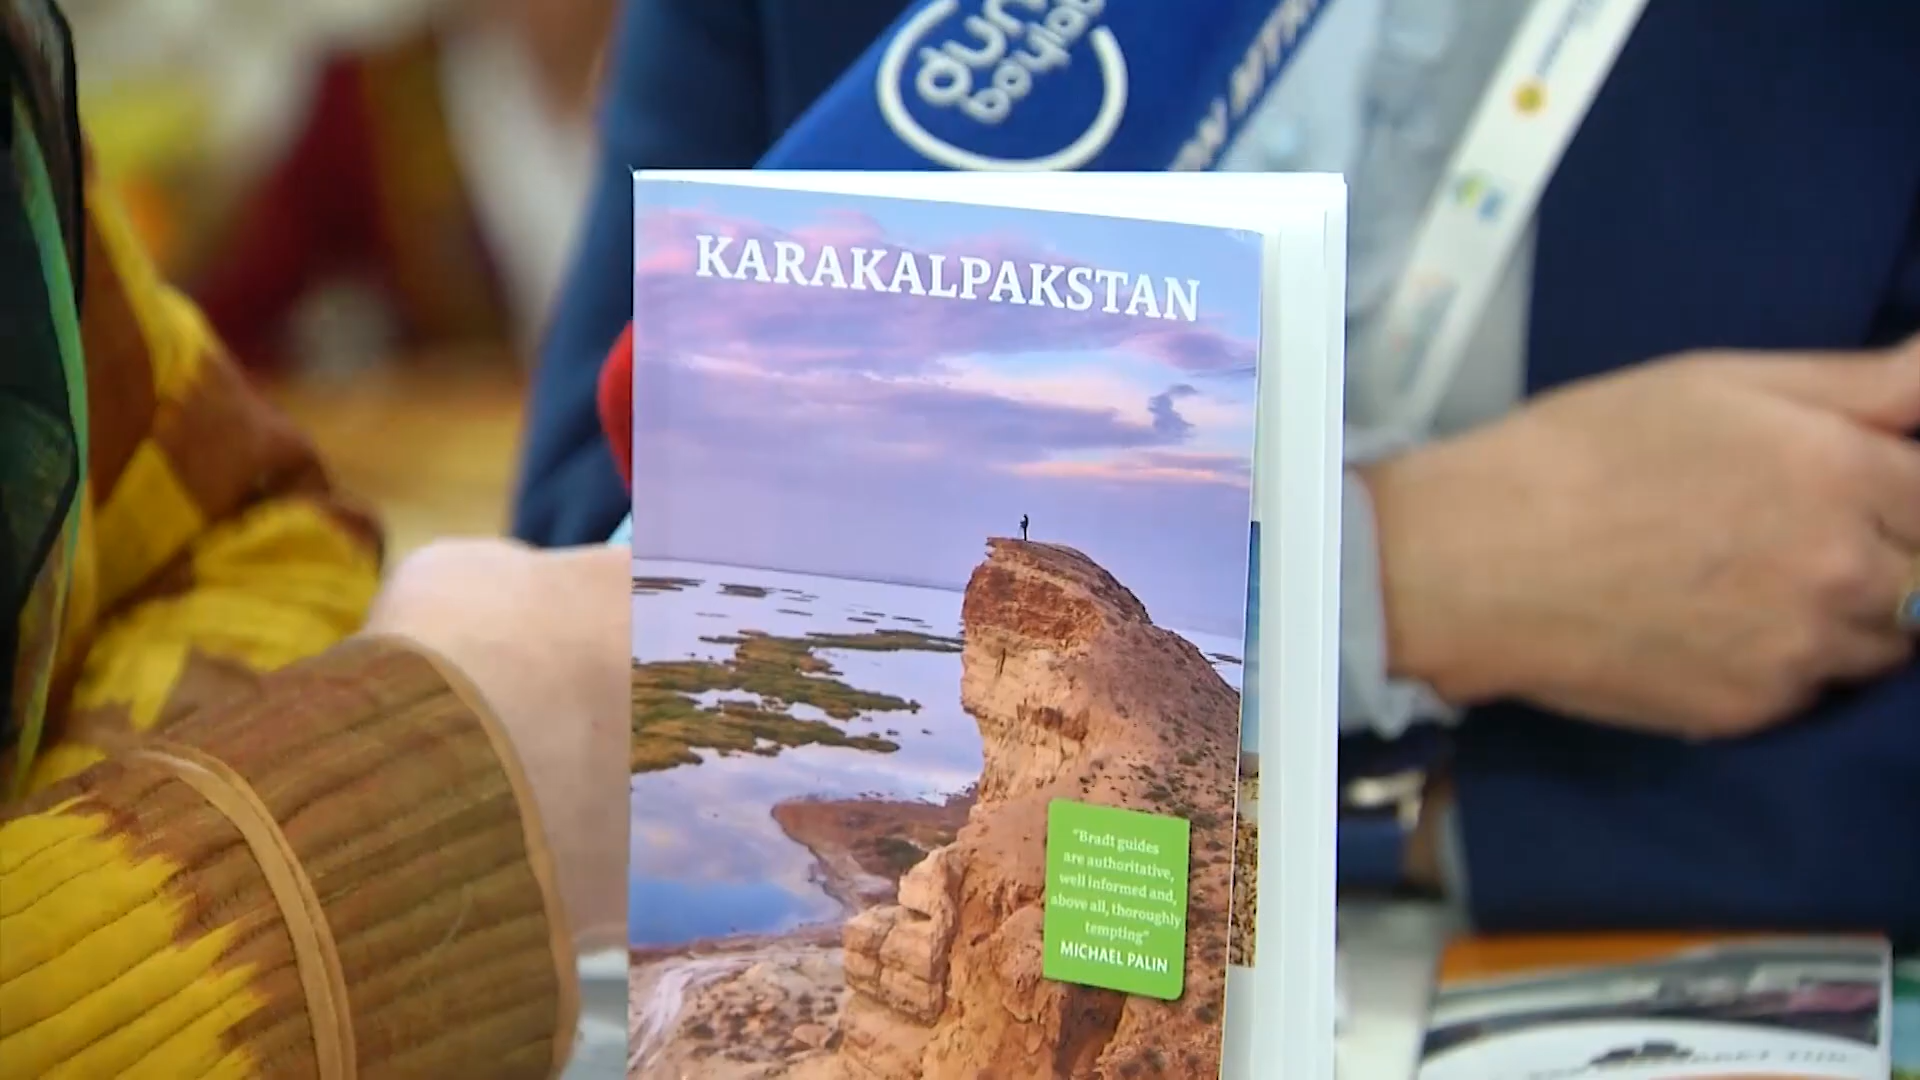 KARAKALPAKSTAN
"Bradt guides
are authoritative,
well informed and,
above all, thoroughly
tempting"
MICHAEL PALIN